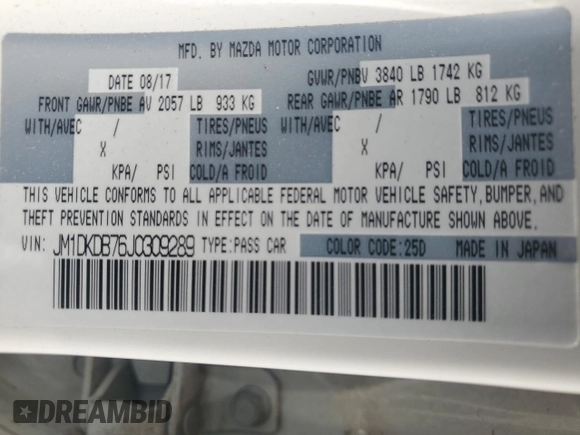 MFD. BY MAZDA MOTOR CORPORATION
DATE 08/17 GVWR/PNBV 3840 LB 1742 KG
FRONT GAWR/PNBE AV 2057 LB 933 KG REAR GAWR/PNBE AR 1790 LB 812 KG
WITH/AVEC / TIRES/PNEUS WITH/AVEC / TIRES/PNEUS
X RIMS/JANTES X RIMS/JANTES
KPA/ PSI COLD/A FROID KPA/ PSI COLD/A FROID
THIS VEHICLE CONFORMS TO ALL APPLICABLE FEDERAL MOTOR VEHICLE SAFETY, BUMPER, AND
THEFT PREVENTION STANDARDS IN EFFECT ON THE DATE OF MANUFACTURE SHOWN ABOVE.
VIN: JM1DKDB76J0309289 TYPE:PASS CAR COLOR CODE:25D MADE IN JAPAN
DREAMBID